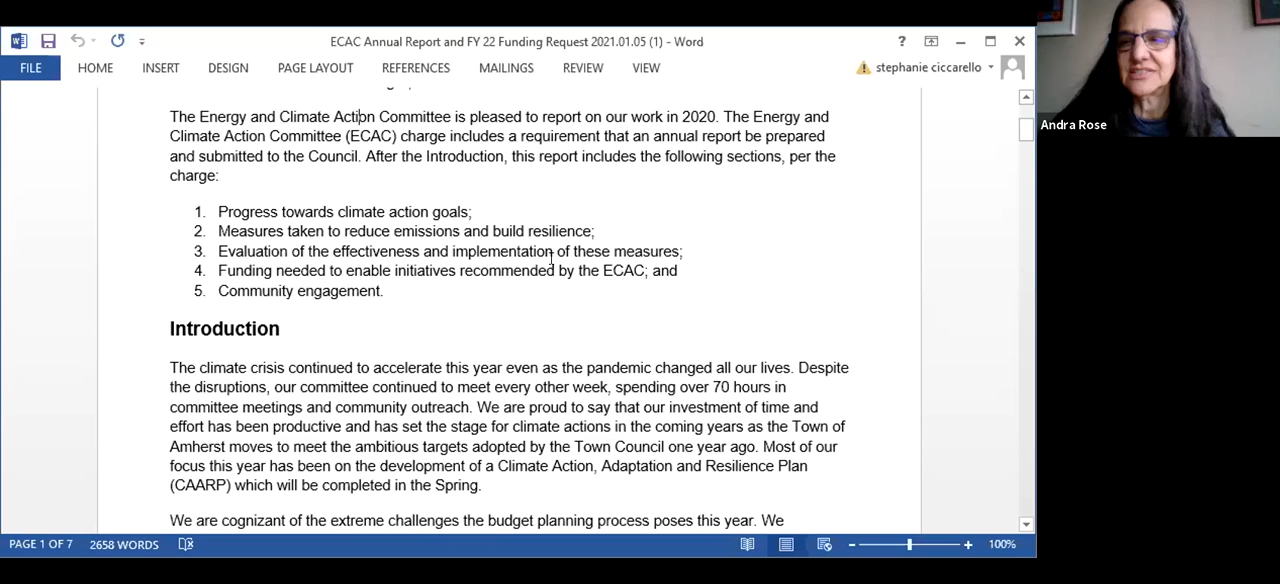 ECAC Annual Report and FY 22 Funding Request 2021.01.05 (1) - Word
?
FILE HOME INSERT DESIGN PAGE LAYOUT REFERENCES MAILINGS REVIEW VIEW stephanie ciccarello
Andra Rose
The Energy and Climate Action Committee is pleased to report on our work in 2020. The Energy and
Climate Action Committee (ECAC) charge includes a requirement that an annual report be prepared
and submitted to the Council. After the Introduction, this report includes the following sections, per the
charge:
1. Progress towards climate action goals;
2. Measures taken to reduce emissions and build resilience;
3. Evaluation of the effectiveness and implementation of these measures;
4. Funding needed to enable initiatives recommended by the ECAC; and
5. Community engagement.
Introduction
The climate crisis continued to accelerate this year even as the pandemic changed all our lives. Despite
the disruptions, our committee continued to meet every other week, spending over 70 hours in
committee meetings and community outreach. We are proud to say that our investment of time and
effort has been productive and has set the stage for climate actions in the coming years as the Town of
Amherst moves to meet the ambitious targets adopted by the Town Council one year ago. Most of our
focus this year has been on the development of a Climate Action, Adaptation and Resilience Plan
(CAARP) which will be completed in the Spring.
We are cognizant of the extreme challenges the budget planning process poses this year. We
PAGE 1 OF 7 2658 WORDS 100%